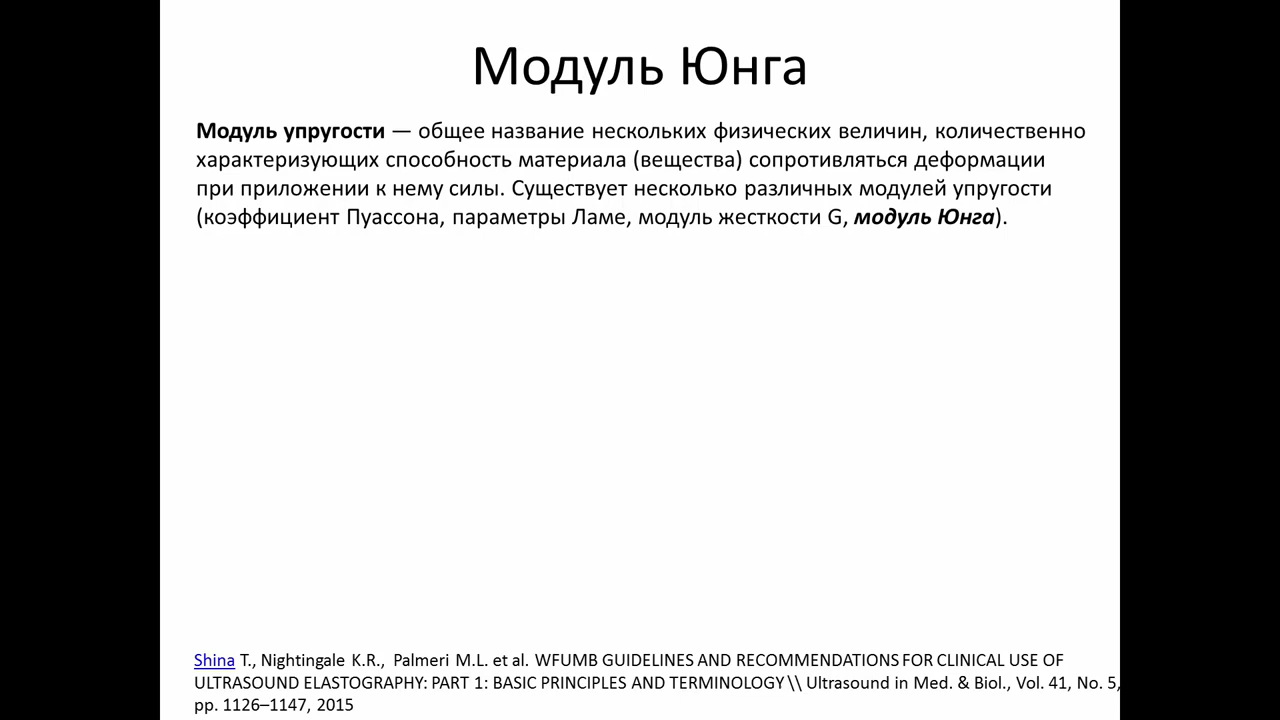 Модуль Юнга
Модуль упругости — общее название нескольких физических величин, количественно
характеризующих способность материала (вещества) сопротивляться деформации
при приложении к нему силы. Существует несколько различных модулей упругости
(коэффициент Пуассона, параметры Ламе, модуль жесткости G, модуль Юнга).
Shina T., Nightingale K.R., Palmeri M.L. et al. WFUMB GUIDELINES AND RECOMMENDATIONS FOR CLINICAL USE OF
ULTRASOUND ELASTOGRAPHY: PART 1: BASIC PRINCIPLES AND TERMINOLOGY \\ Ultrasound in Med. & Biol., Vol. 41, No. 5,
pp. 1126–1147, 2015